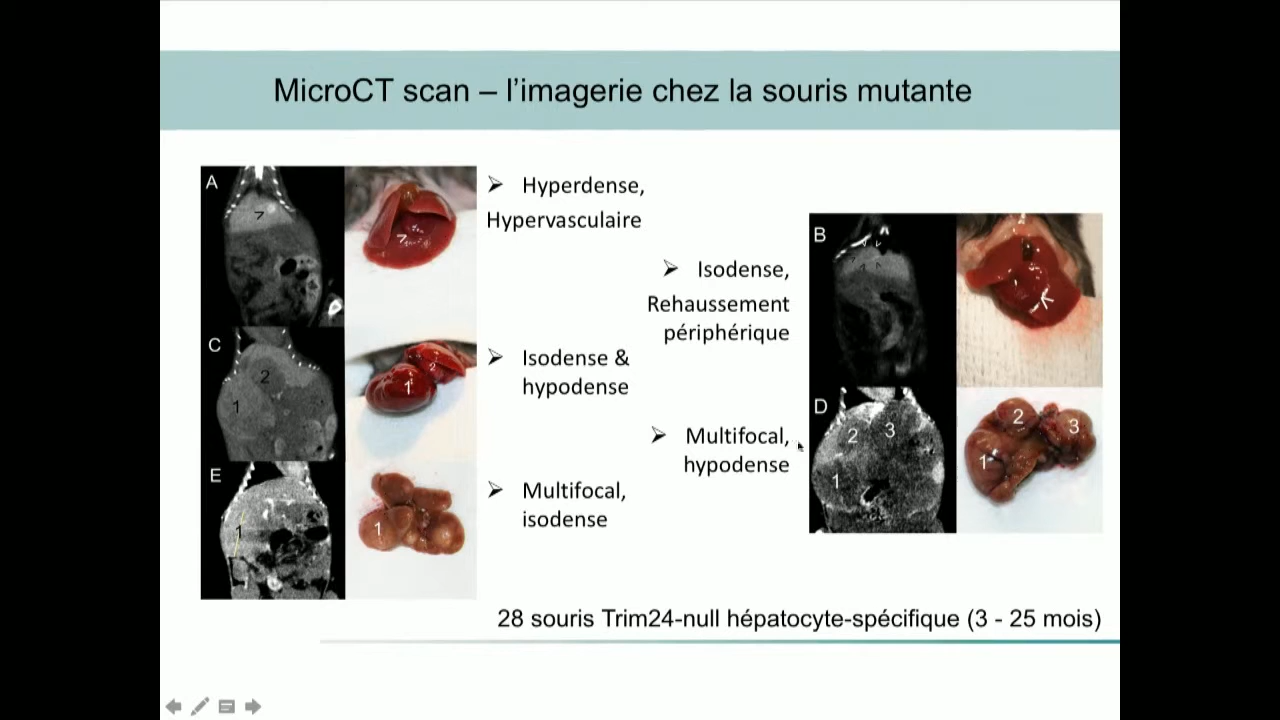 MicroCT scan – l’imagerie chez la souris mutante
A
➢ Hyperdense,
Hypervasculaire
B
➢ Isodense,
Rehaussement
périphérique
C
2
1
1
2
➢ Isodense &
hypodense
D
2
3
1
2
3
1
➢ Multifocal,
hypodense
E
1
1
➢ Multifocal,
isodense
28 souris Trim24-null hépatocyte-spécifique (3 - 25 mois)